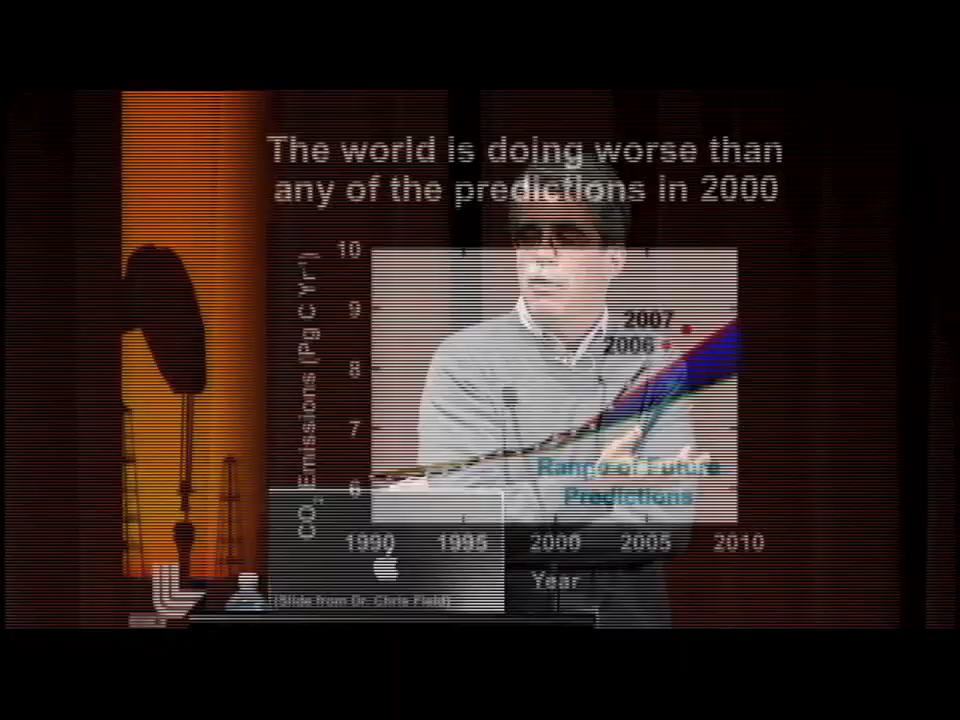 The world is doing worse than
any of the predictions in 2000
CO2 Emissions (Pg C Yr⁻¹)
10
9
8
7
6
2007
2006
Range of Future
Predictions
1990 1995 2000 2005 2010
Year
(Slide from Dr. Chris Field)